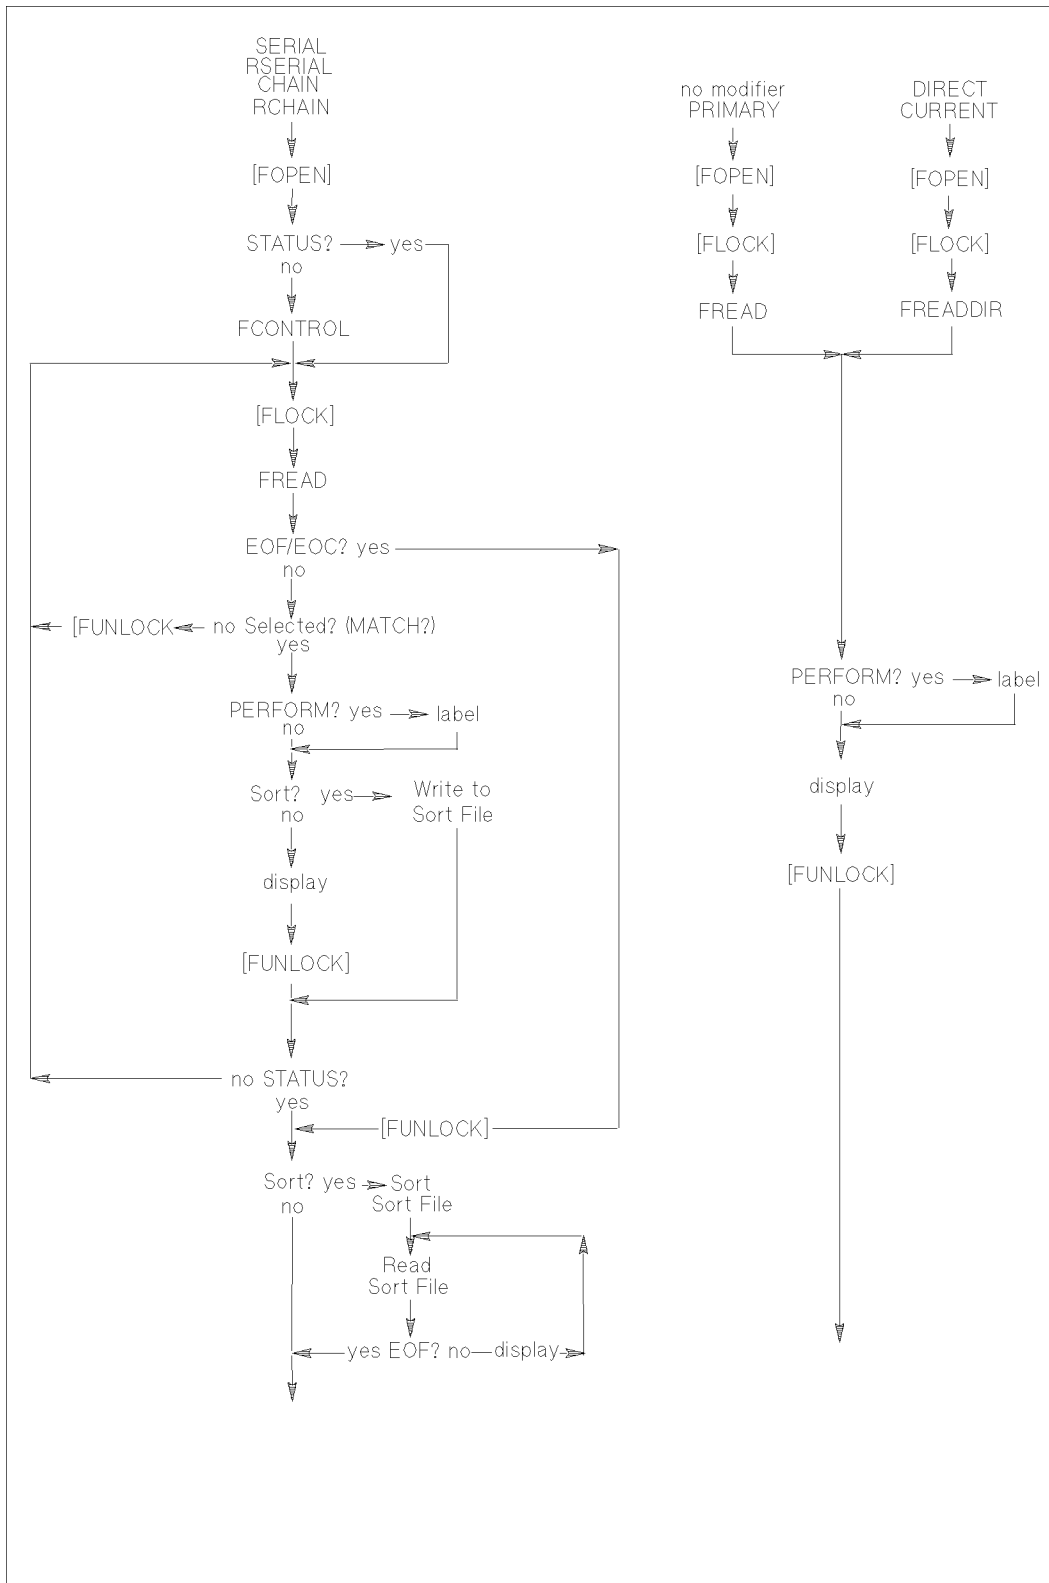 SERIAL
RSERIAL
CHAIN
RCHAIN
[FOPEN]
STATUS? yes
no
FCONTROL
[FLOCK]
FREAD
EOF/EOC? yes
no
[FUNLOCK no Selected? (MATCH?)
yes
PERFORM? yes label
no
Sort? yes Write to
no Sort File
display
[FUNLOCK]
no STATUS?
yes
[FUNLOCK]
Sort? yes Sort
no Sort File
Read
Sort File
yes EOF? no display
no modifier
PRIMARY
[FOPEN]
[FLOCK]
FREAD
DIRECT
CURRENT
[FOPEN]
[FLOCK]
FREADDIR
PERFORM? yes label
no
display
[FUNLOCK]